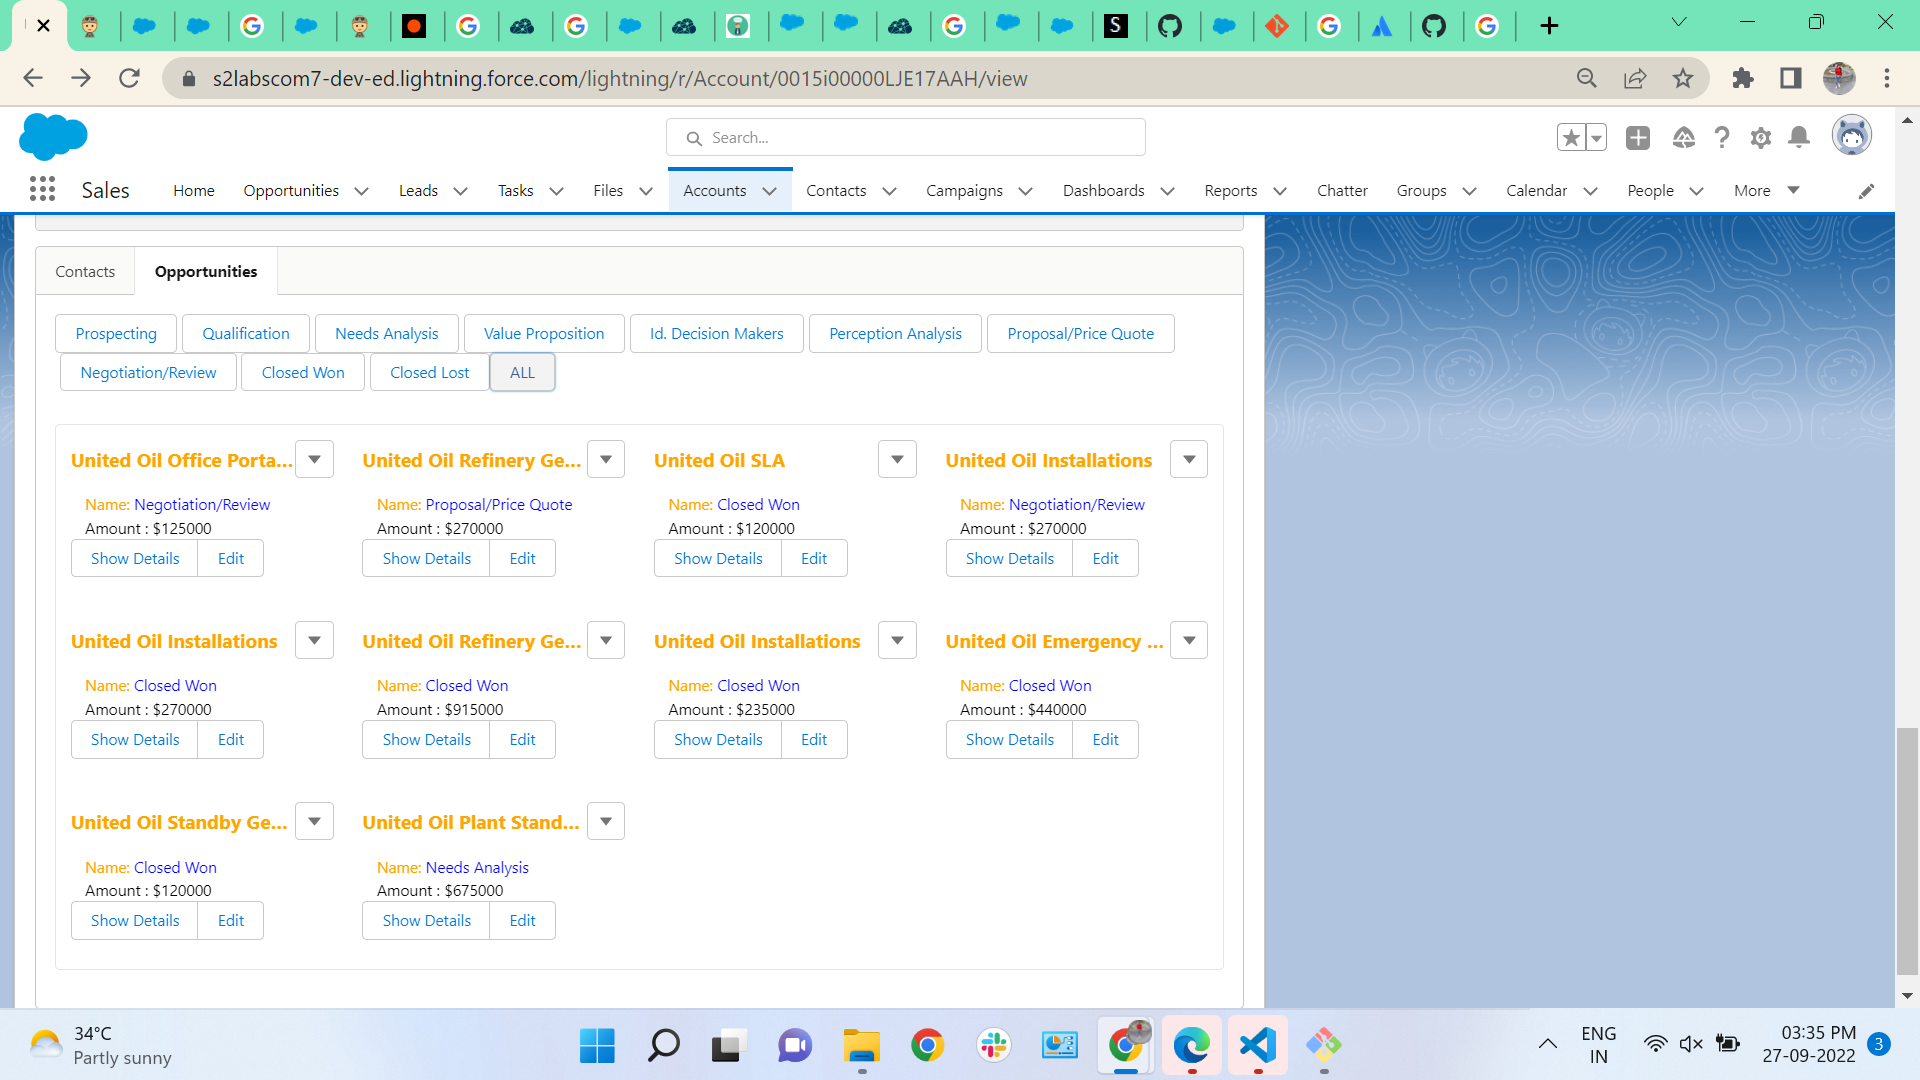 s2labscom7-dev-ed.lightning.force.com/lightning/r/Account/0015i00000LJE17AAH/view
Search...
Sales Home Opportunities Leads Tasks Files Accounts Contacts Campaigns Dashboards Reports Chatter Groups Calendar People More
Contacts Opportunities
Prospecting Qualification Needs Analysis Value Proposition Id. Decision Makers Perception Analysis Proposal/Price Quote
Negotiation/Review Closed Won Closed Lost ALL
United Oil Office Porta... United Oil Refinery Ge... United Oil SLA United Oil Installations
Name: Negotiation/Review Name: Proposal/Price Quote Name: Closed Won Name: Negotiation/Review
Amount : $125000 Amount : $270000 Amount : $120000 Amount : $270000
Show Details Edit Show Details Edit Show Details Edit Show Details Edit
United Oil Installations United Oil Refinery Ge... United Oil Installations United Oil Emergency ...
Name: Closed Won Name: Closed Won Name: Closed Won Name: Closed Won
Amount : $270000 Amount : $915000 Amount : $235000 Amount : $440000
Show Details Edit Show Details Edit Show Details Edit Show Details Edit
United Oil Standby Ge... United Oil Plant Stand...
Name: Closed Won Name: Needs Analysis
Amount : $120000 Amount : $675000
Show Details Edit Show Details Edit
34°C
Partly sunny
ENG
IN
03:35 PM
27-09-2022
3